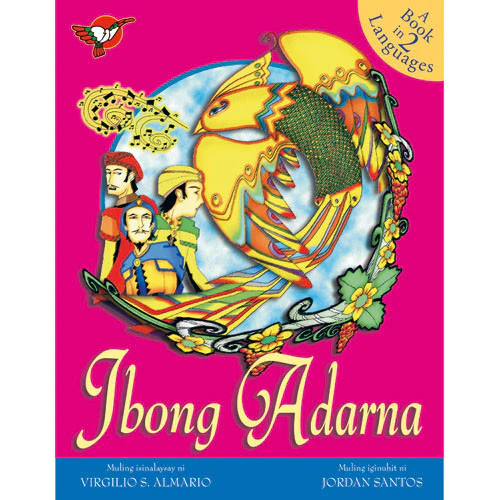 A
Book
in 2
Languages
Ibong Adarna
Muling isinalaysay ni
VIRGILIO S. ALMARIO
Muling iginuhit ni
JORDAN SANTOS